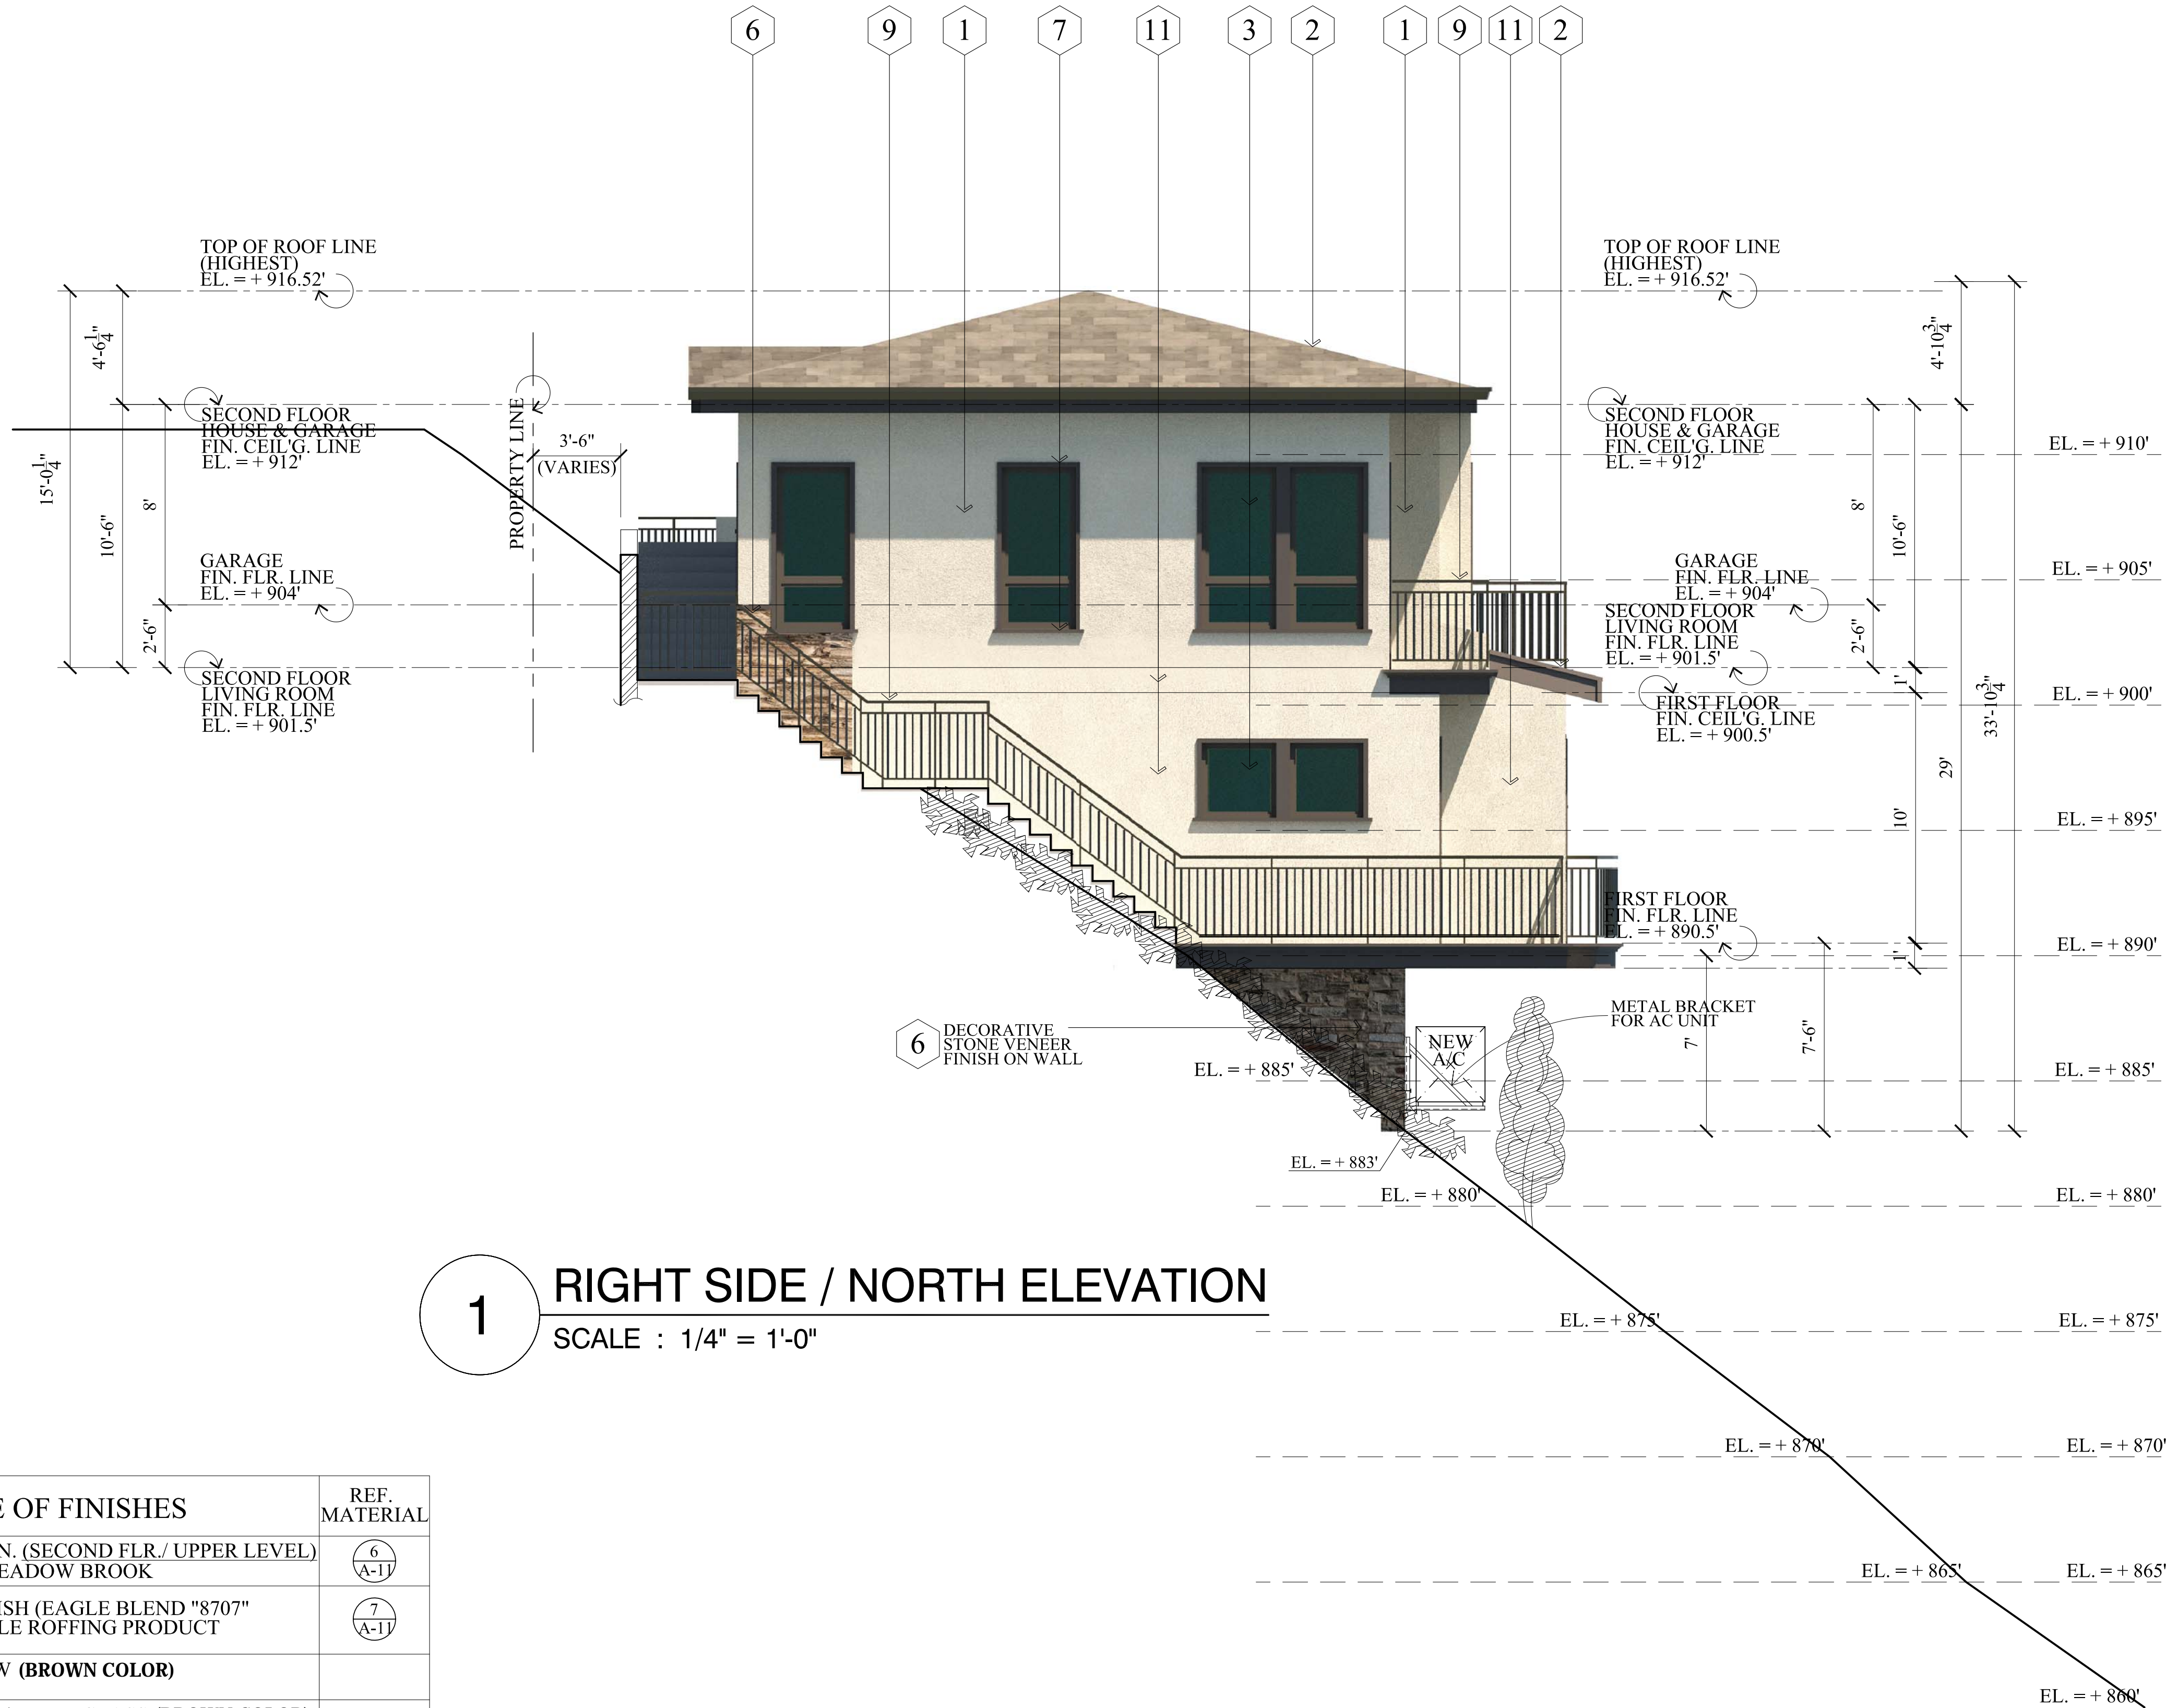 6 9 1 7 11 3 2 1 9 11 2
TOP OF ROOF LINE
(HIGHEST)
EL. = + 916.52'
TOP OF ROOF LINE
(HIGHEST)
EL. = + 916.52'
4'-6 1/4"
15'-0 1/4"
10'-6"
8'
2'-6"
SECOND FLOOR
HOUSE & GARAGE
FIN. CEIL'G. LINE
EL. = + 912'
GARAGE
FIN. FLR. LINE
EL. = + 904'
SECOND FLOOR
LIVING ROOM
FIN. FLR. LINE
EL. = + 901.5'
PROPERTY LINE
3'-6"
(VARIES)
SECOND FLOOR
HOUSE & GARAGE
FIN. CEIL'G. LINE
EL. = + 912'
GARAGE
FIN. FLR. LINE
EL. = + 904'
SECOND FLOOR
LIVING ROOM
FIN. FLR. LINE
EL. = + 901.5'
FIRST FLOOR
FIN. CEIL'G. LINE
EL. = + 900.5'
FIRST FLOOR
FIN. FLR. LINE
EL. = + 890.5'
4'-10 3/4"
8'
10'-6"
2'-6"
1'
33'-10 3/4"
29'
10'
1'
7'
7'-6"
EL. = + 910'
EL. = + 905'
EL. = + 900'
EL. = + 895'
EL. = + 890'
EL. = + 885'
EL. = + 880'
EL. = + 875'
EL. = + 870'
EL. = + 865'
6
DECORATIVE
STONE VENEER
FINISH ON WALL
NEW
A/C
METAL BRACKET
FOR AC UNIT
EL. = + 885'
EL. = + 883'
EL. = + 880'
EL. = + 875'
EL. = + 870'
EL. = + 865'
EL. = + 860'
1
RIGHT SIDE / NORTH ELEVATION
SCALE : 1/4" = 1'-0"
OF FINISHES
REF.
MATERIAL
N. (SECOND FLR./ UPPER LEVEL)
EADOW BROOK
6
A-11
ISH (EAGLE BLEND "8707"
LE ROFFING PRODUCT
7
A-11
W (BROWN COLOR)